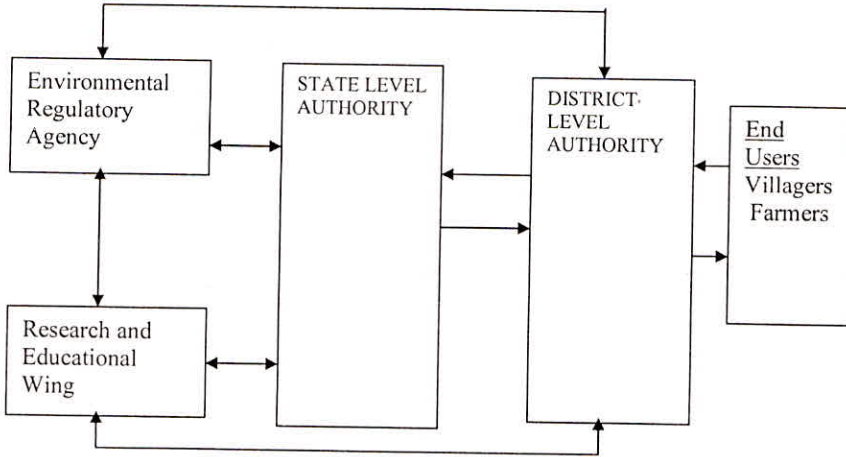 Environmental
Regulatory
Agency
STATE LEVEL
AUTHORITY
DISTRICT-
LEVEL
AUTHORITY
End
Users
Villagers
Farmers
Research and
Educational
Wing